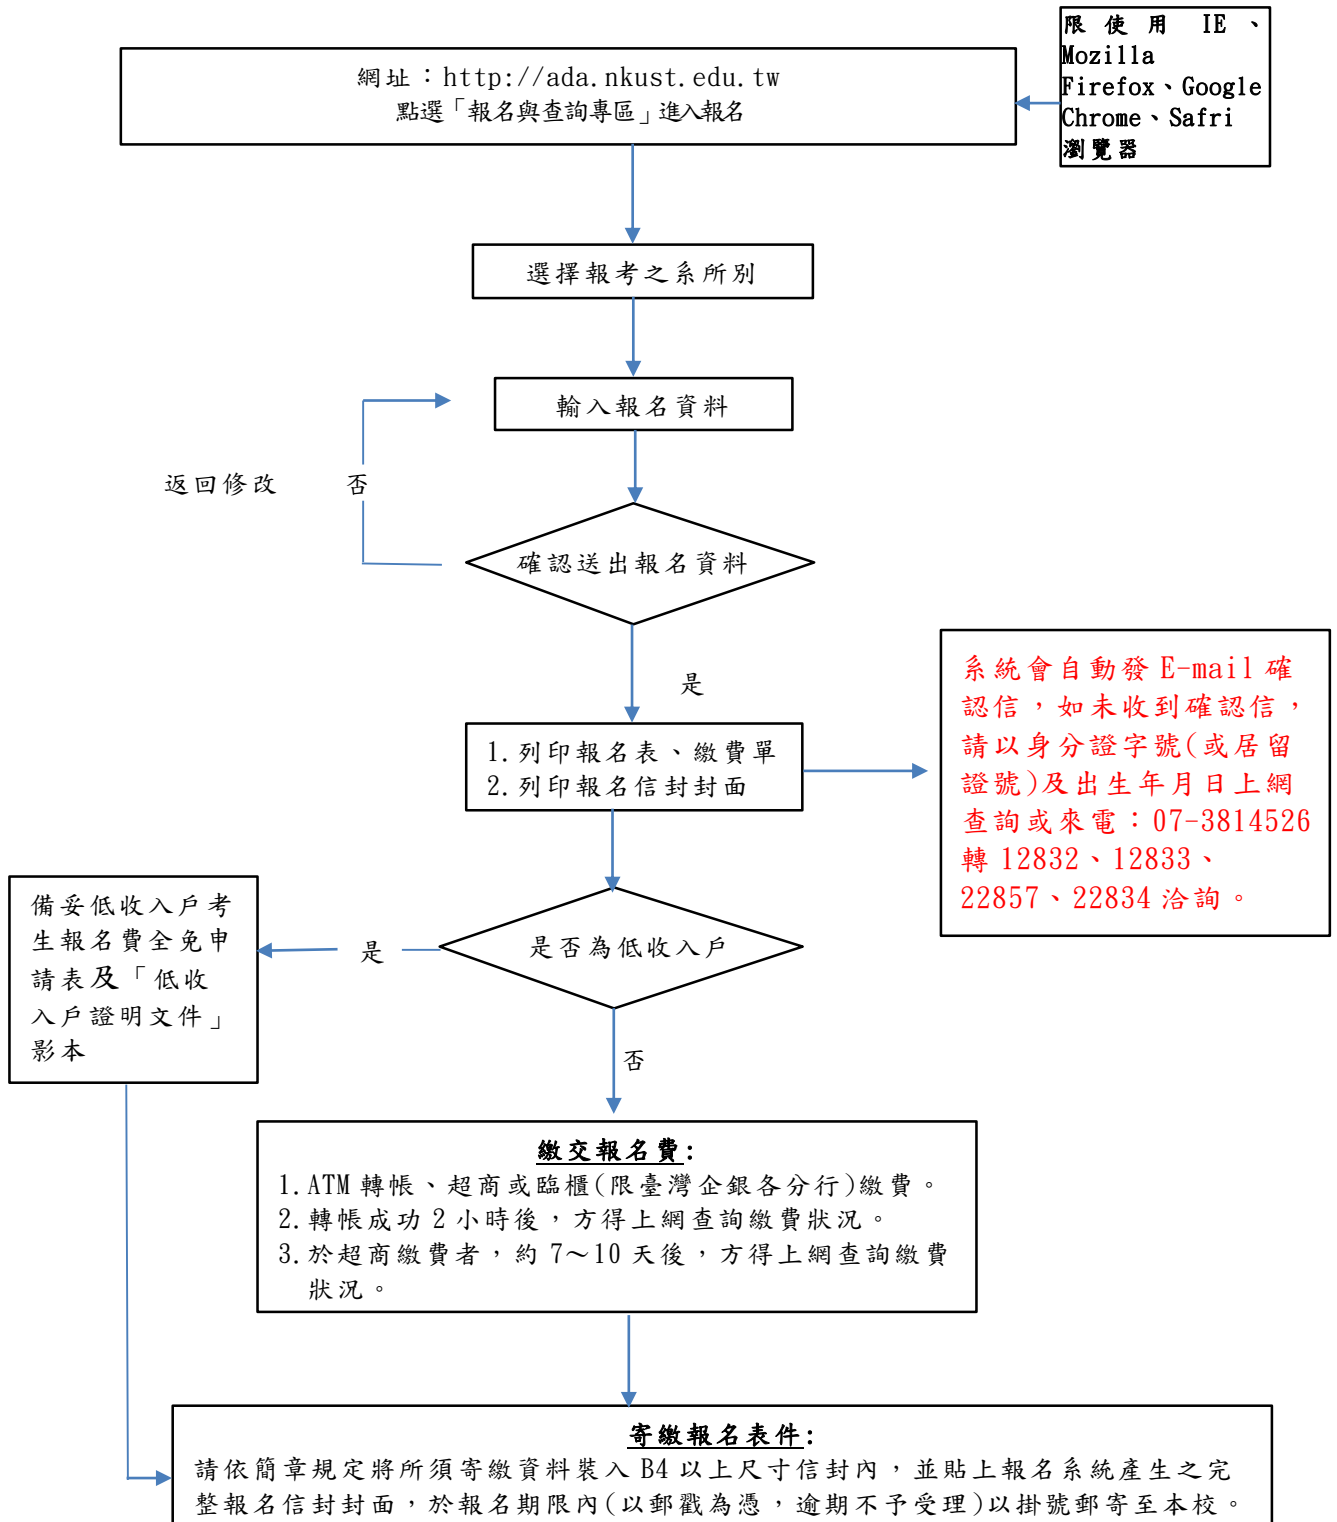 限使用 IE、
Mozilla
Firefox、Google
Chrome、Safri
瀏覽器
網址：http://ada.nkust.edu.tw
點選「報名與查詢專區」進入報名
選擇報考之系所別
輸入報名資料
返回修改
否
確認送出報名資料
是
1.列印報名表、繳費單
2.列印報名信封封面
系統會自動發 E-mail 確
認信，如未收到確認信，
請以身分證字號(或居留
證號)及出生年月日上網
查詢或來電：07-3814526
轉 12832、12833、
22857、22834 洽詢。
備妥低收入戶考
生報名費全免申
請表及「低收
入戶證明文件」
影本
是
是否為低收入戶
否
繳交報名費:
1.ATM 轉帳、超商或臨櫃(限臺灣企銀各分行)繳費。
2.轉帳成功 2 小時後，方得上網查詢繳費狀況。
3.於超商繳費者，約 7～10 天後，方得上網查詢繳費
狀況。
寄繳報名表件:
請依簡章規定將所須寄繳資料裝入 B4 以上尺寸信封內，並貼上報名系統產生之完
整報名信封封面，於報名期限內(以郵戳為憑，逾期不予受理)以掛號郵寄至本校。